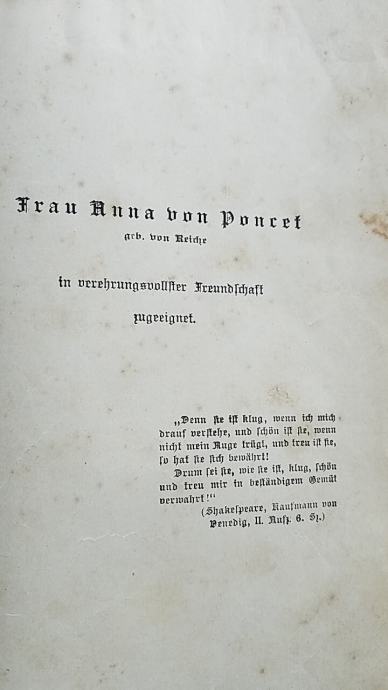 Frau Anna von Poncet
geb. von Reiche
in verehrungsvollster Freundschaft
zugeeignet.
„Denn sie ist klug, wenn ich mich
drauf verstehe, und schön ist sie, wenn
nicht mein Auge trügt, und treu ist sie,
so hat sie sich bewährt!
Drum sei sie, wie sie ist, klug, schön
und treu mir in beständigem Gemüt
verwahrt!“
(Shakespeare, Kaufmann von
Venedig, II. Aufz. 6. Sz.)